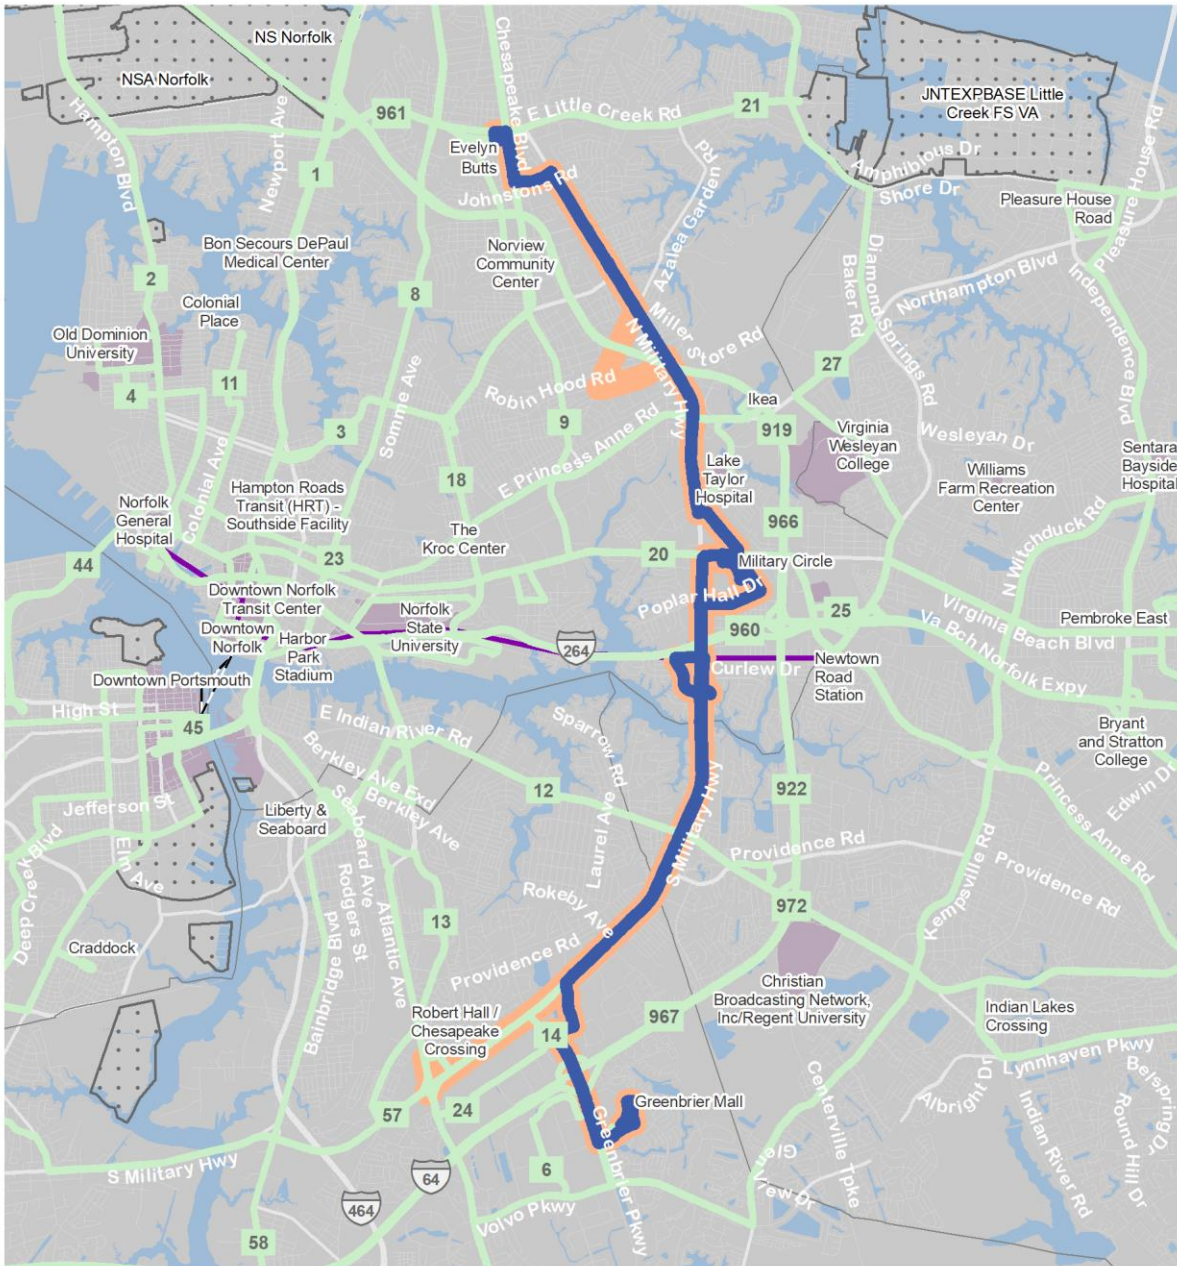 NS Norfolk
NSA Norfolk
Hampton Blvd
Newport Ave
961
Chesapeake Blvd
E Little Creek Rd
21
JNTEXPBASE Little
Creek FS VA
Pleasure House Rd
Evelyn
Butts
Johnstons Rd
1
Amphibious Dr
Shore Dr
Pleasure House
Road
Azalea Garden Rd
Bon Secours DePaul
Medical Center
Norview
Community
Center
2
8
Colonial
Place
Baker Rd
Diamond Springs Rd
Northampton Blvd
Independence Blvd
Old Dominion
University
4
11
3
Somme Ave
N Military Hwy
Miller Store Rd
27
Robin Hood Rd
9
Ikea
919
Virginia
Wesleyan
College
Wesleyan Dr
Sentara
Bayside
Hospital
Colonial Ave
18
E Princess Anne Rd
Lake
Taylor
Hospital
Williams
Farm Recreation
Center
Norfolk
General
Hospital
Hampton Roads
Transit (HRT) -
Southside Facility
The
Kroc Center
966
N Witchduck Rd
44
23
20
Military Circle
Downtown Norfolk
Transit Center
Downtown
Norfolk
Harbor
Park
Stadium
Norfolk
State
University
Poplar Hall Dr
25
960
Virginia Beach Blvd
Va Bch Norfolk Expy
Pembroke East
264
Curlew Dr
Newtown
Road
Station
Downtown Portsmouth
High St
45
E Indian River Rd
Sparrow Rd
Bryant
and Stratton
College
Berkley Ave Exd
Berkley Ave
12
922
Princess Anne Rd
Edwin Dr
Jefferson St
Liberty &
Seaboard
Seaboard Ave
Laurel Ave
S Military Hwy
Providence Rd
Kempsville Rd
Providence Rd
Deep Creek Blvd
Elm Ave
Rodgers St
Rokeby Ave
972
Craddock
Bainbridge Blvd
Atlantic Ave
13
Providence Rd
Christian
Broadcasting Network,
Inc/Regent University
Robert Hall /
Chesapeake
Crossing
14
967
Indian Lakes
Crossing
Lynnhaven Pkwy
57
24
Greenbrier Mall
Centerville Tpke
Albright Dr
Indian River Rd
Belspring Dr
Round Hill Dr
S Military Hwy
64
6
Greenbrier Pkwy
Glen View Dr
464
Volvo Pkwy
58